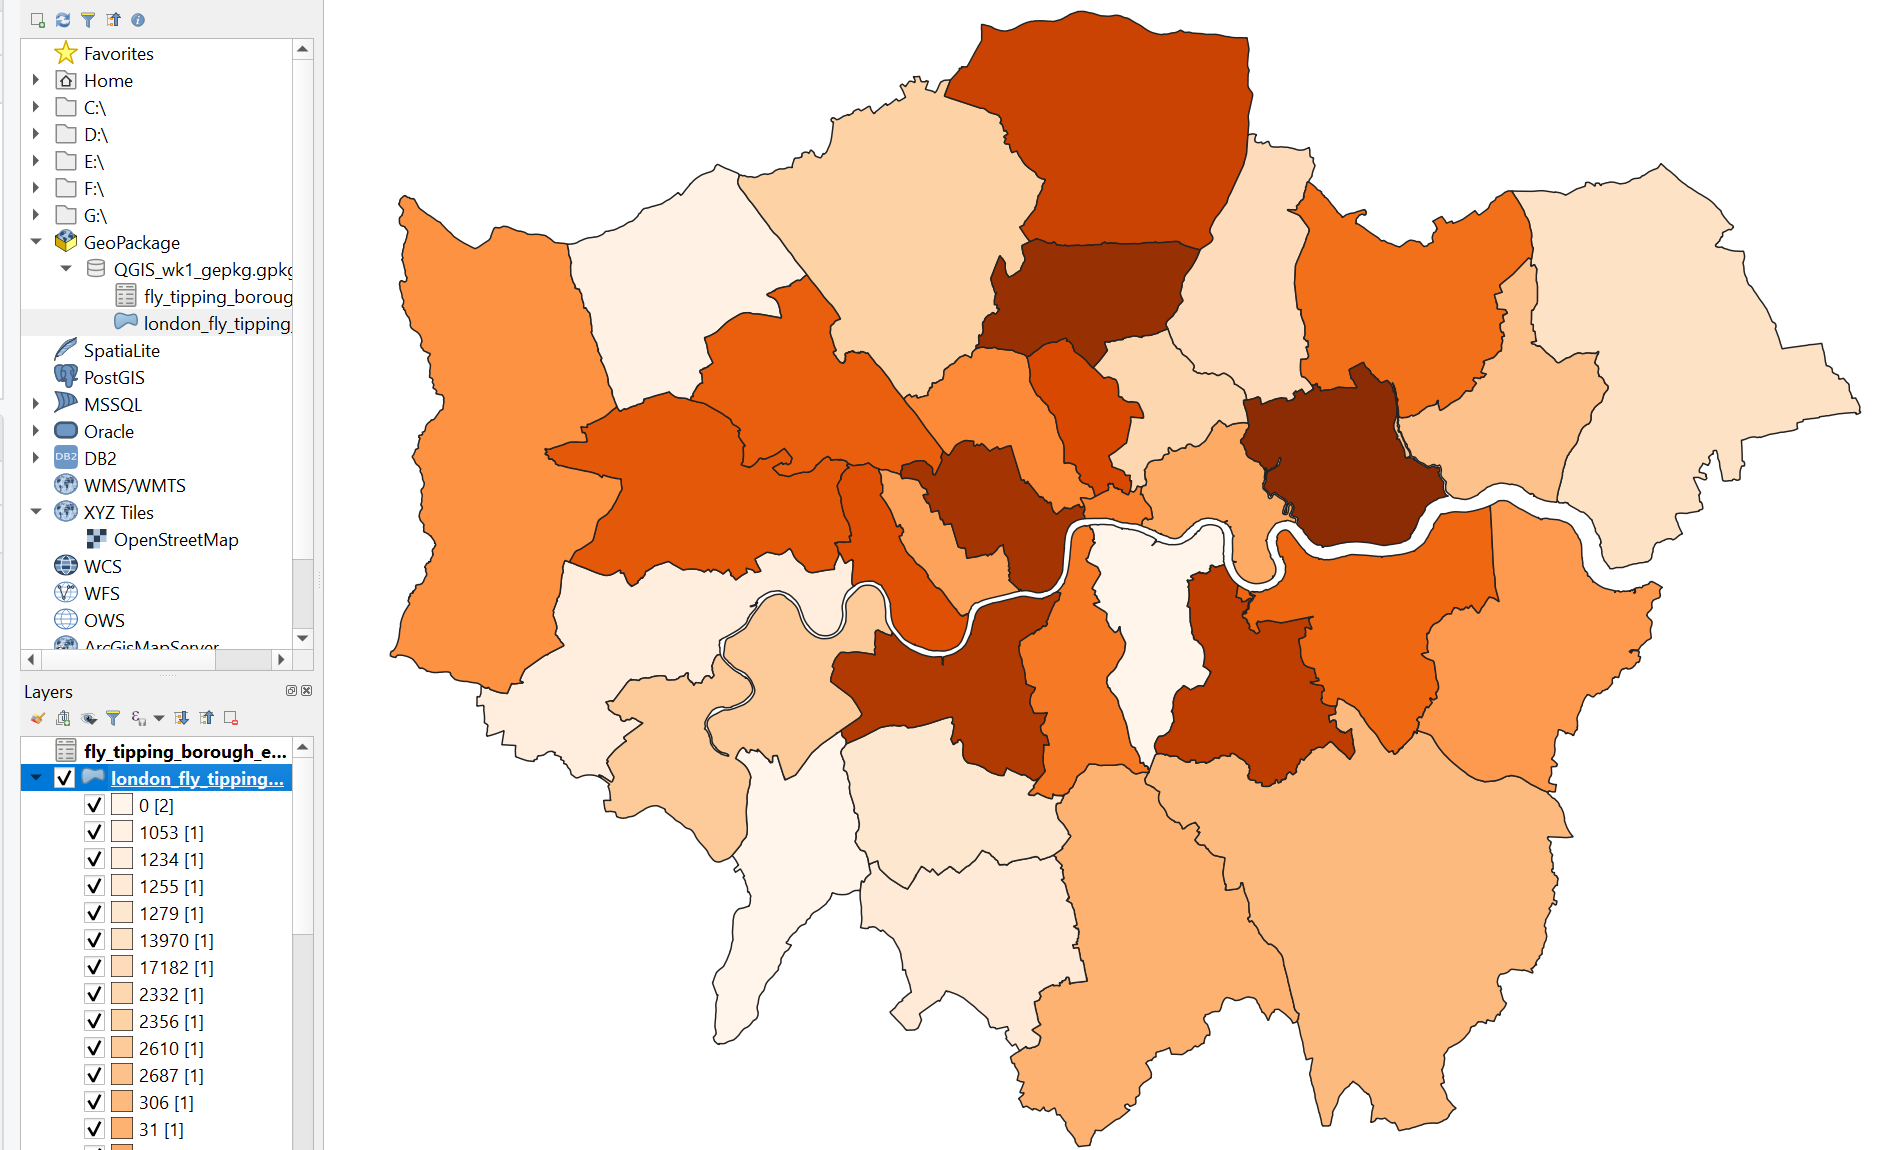 Favorites
Home
C:\
D:\
E:\
F:\
G:\
GeoPackage
QGIS_wk1_gepkg.gpkg
fly_tipping_boroug
london_fly_tipping_
SpatiaLite
PostGIS
MSSQL
Oracle
DB2 DB2
WMS/WMTS
XYZ Tiles
OpenStreetMap
WCS
WFS
OWS
ArcGisMapServer
Layers
fly_tipping_borough_e...
london_fly_tipping...
0 [2]
1053 [1]
1234 [1]
1255 [1]
1279 [1]
13970 [1]
17182 [1]
2332 [1]
2356 [1]
2610 [1]
2687 [1]
306 [1]
31 [1]